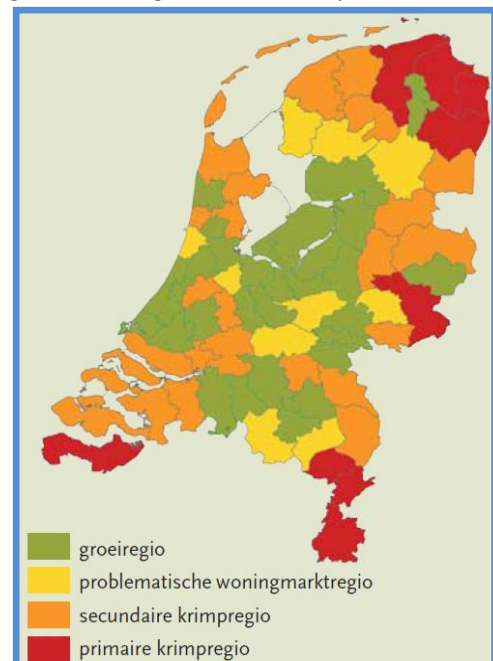 groeiregio
problematische woningmarktregio
secundaire krimpregio
primaire krimpregio